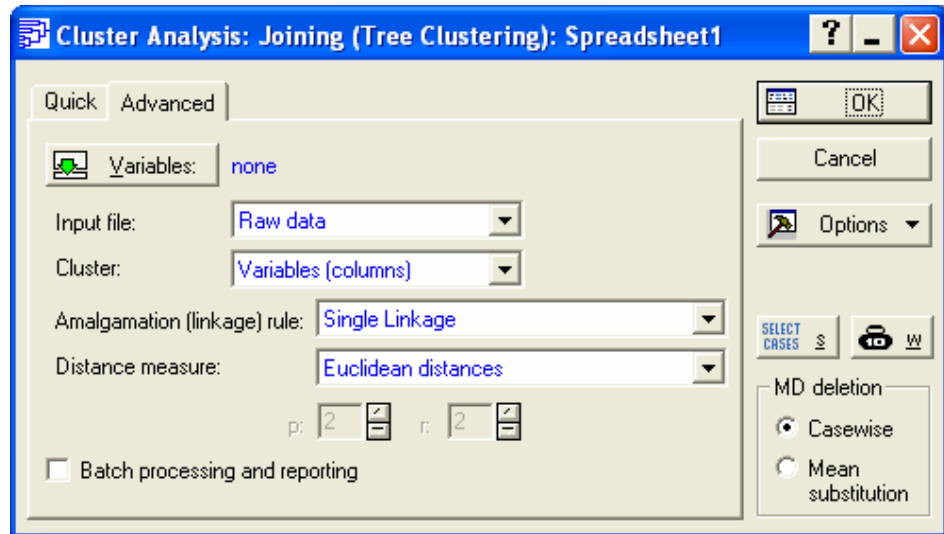 Cluster Analysis: Joining (Tree Clustering): Spreadsheet1
Quick Advanced
OK
Variables: none
Cancel
Input file: Raw data
Options
Cluster: Variables (columns)
Amalgamation (linkage) rule: Single Linkage
SELECT CASES S W
Distance measure: Euclidean distances
MD deletion
p: 2 r: 2
Casewise
Batch processing and reporting
Mean
substitution